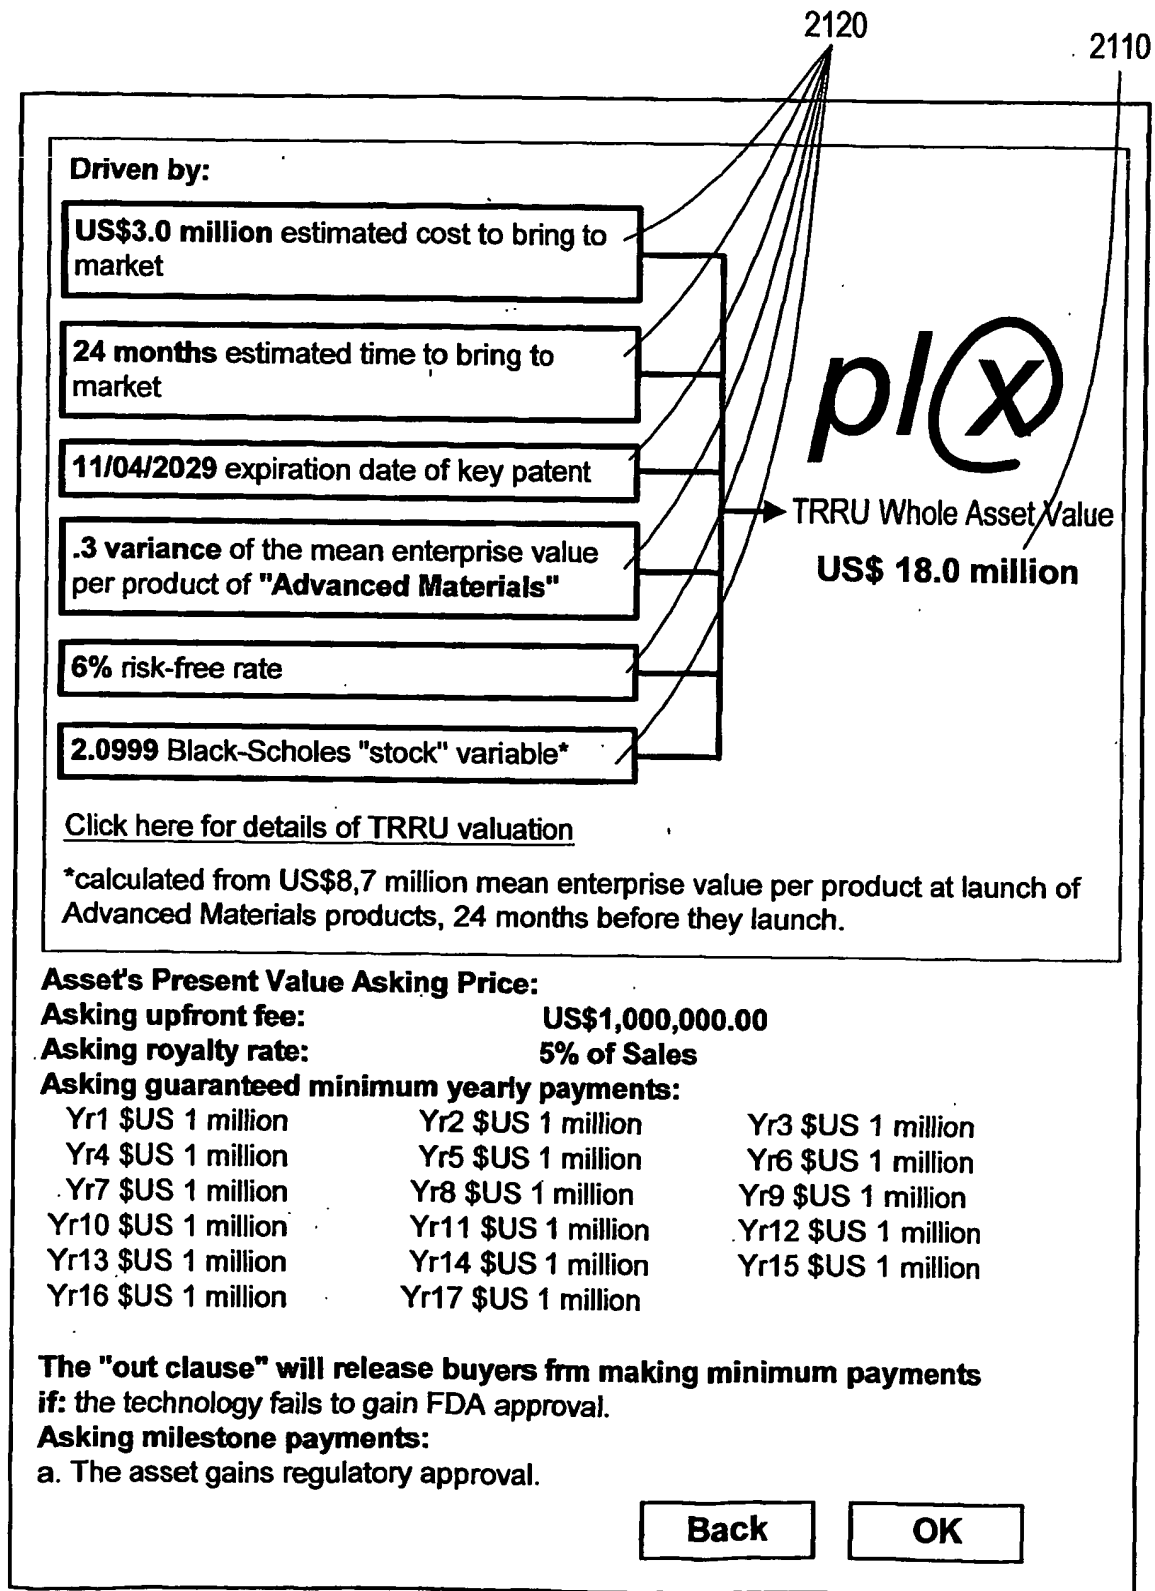 2120
2110
Driven by:
US$3.0 million estimated cost to bring to
market
24 months estimated time to bring to
market
11/04/2029 expiration date of key patent
.3 variance of the mean enterprise value
per product of "Advanced Materials"
6% risk-free rate
2.0999 Black-Scholes "stock" variable*
plx
TRRU Whole Asset Value
US$ 18.0 million
Click here for details of TRRU valuation
*calculated from US$8,7 million mean enterprise value per product at launch of
Advanced Materials products, 24 months before they launch.
Asset's Present Value Asking Price:
Asking upfront fee: US$1,000,000.00
Asking royalty rate: 5% of Sales
Asking guaranteed minimum yearly payments:
Yr1 $US 1 million Yr2 $US 1 million Yr3 $US 1 million
Yr4 $US 1 million Yr5 $US 1 million Yr6 $US 1 million
Yr7 $US 1 million Yr8 $US 1 million Yr9 $US 1 million
Yr10 $US 1 million Yr11 $US 1 million Yr12 $US 1 million
Yr13 $US 1 million Yr14 $US 1 million Yr15 $US 1 million
Yr16 $US 1 million Yr17 $US 1 million
The "out clause" will release buyers frm making minimum payments
if: the technology fails to gain FDA approval.
Asking milestone payments:
a. The asset gains regulatory approval.
Back OK